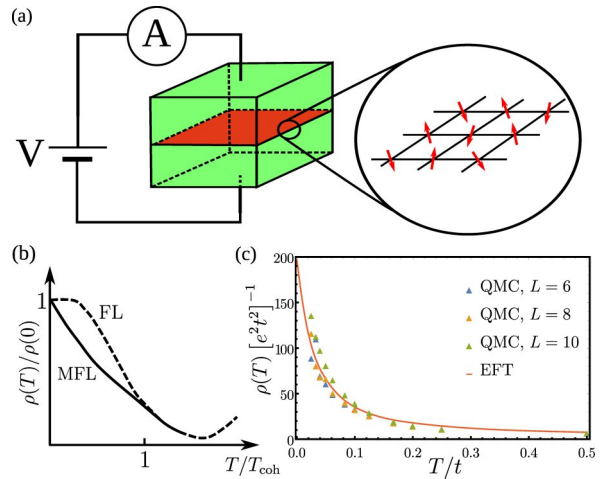 (a)
A
V
(b)
1
FL
MFL
ρ(T)/ρ(0)
1
T/T_coh
(c)
200
150
100
50
0
ρ(T) [e²t²]⁻¹
QMC, L = 6
QMC, L = 8
QMC, L = 10
EFT
0.0 0.1 0.2 0.3 0.4 0.5
T/t